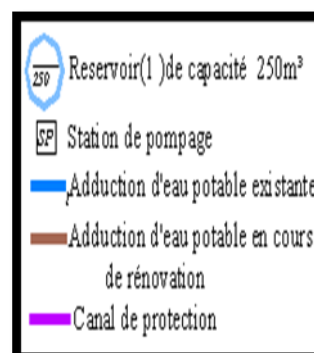 250 Reservoir(1 )de capacité 250m³
SP Station de pompage
Adduction d'eau potable existante
Adduction d'eau potable en cours
de rénovation
Canal de protection